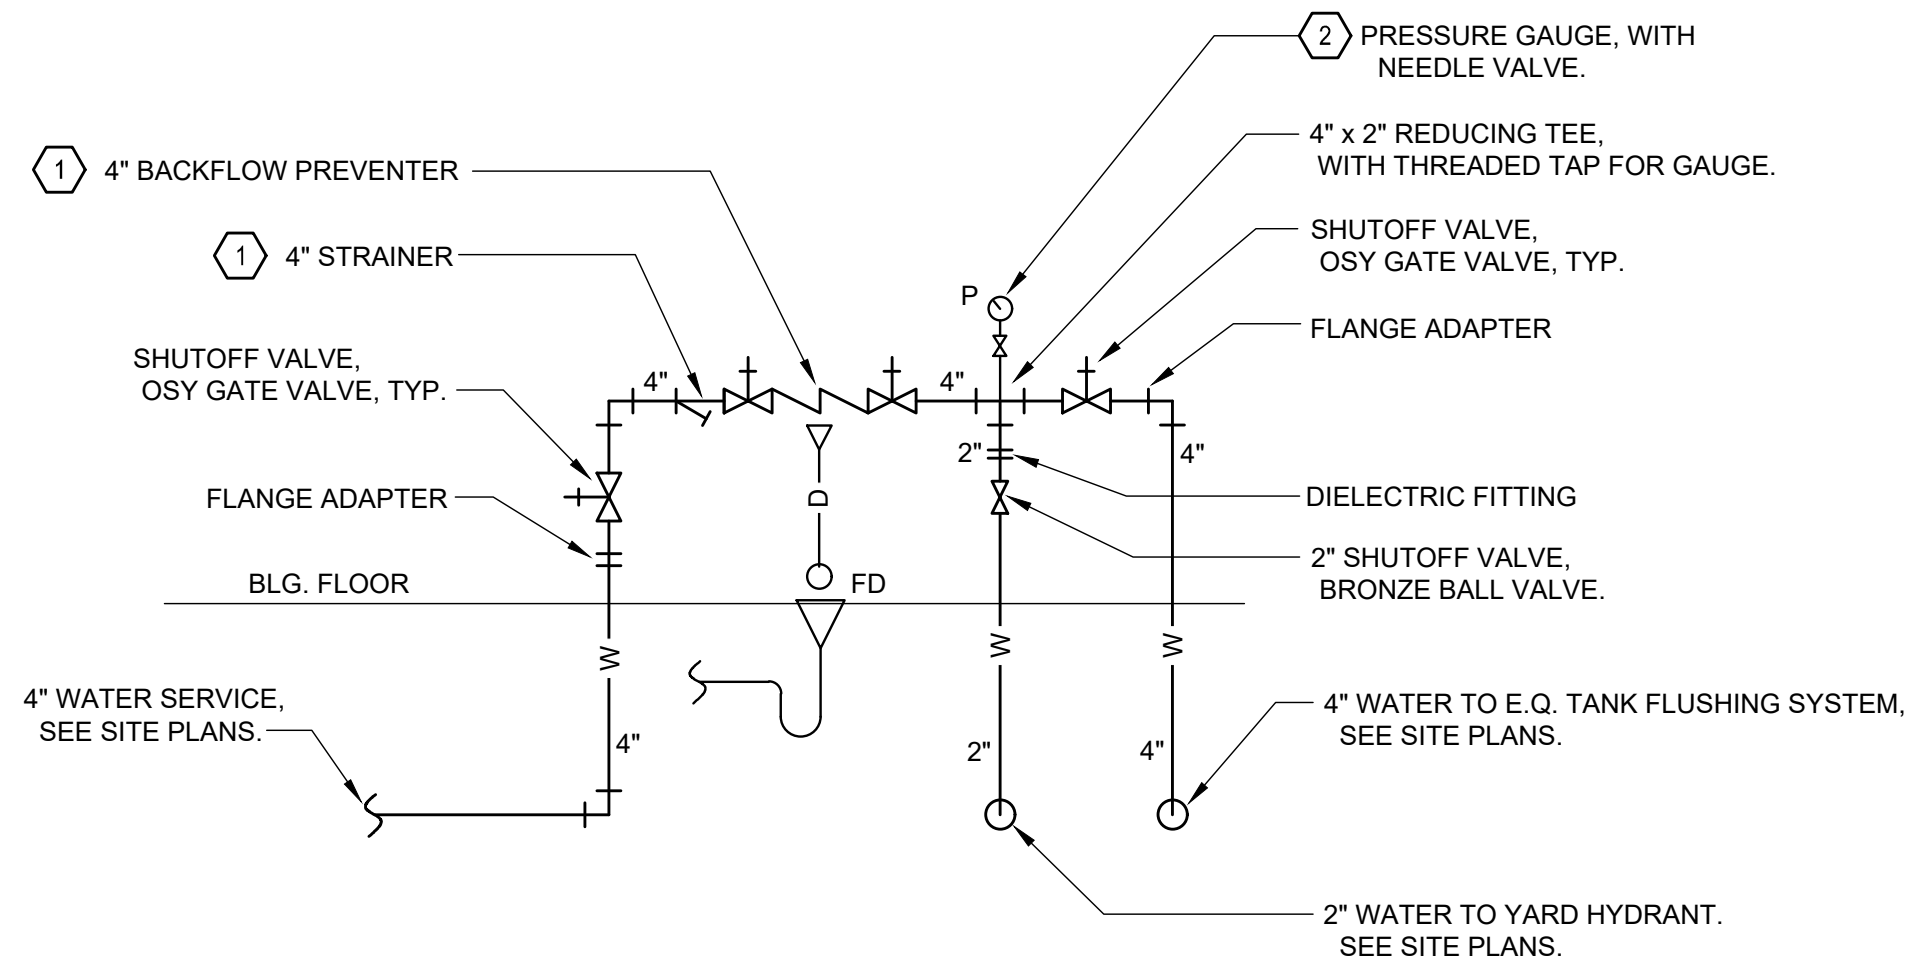 2 PRESSURE GAUGE, WITH
NEEDLE VALVE.
4" x 2" REDUCING TEE,
WITH THREADED TAP FOR GAUGE.
1 4" BACKFLOW PREVENTER
SHUTOFF VALVE,
OSY GATE VALVE, TYP.
1 4" STRAINER
P
FLANGE ADAPTER
SHUTOFF VALVE,
OSY GATE VALVE, TYP.
4"
4"
2"
4"
FLANGE ADAPTER
D
DIELECTRIC FITTING
2" SHUTOFF VALVE,
BRONZE BALL VALVE.
BLG. FLOOR
FD
W
W
W
4" WATER SERVICE,
SEE SITE PLANS.
4"
2"
4"
4" WATER TO E.Q. TANK FLUSHING SYSTEM,
SEE SITE PLANS.
2" WATER TO YARD HYDRANT.
SEE SITE PLANS.